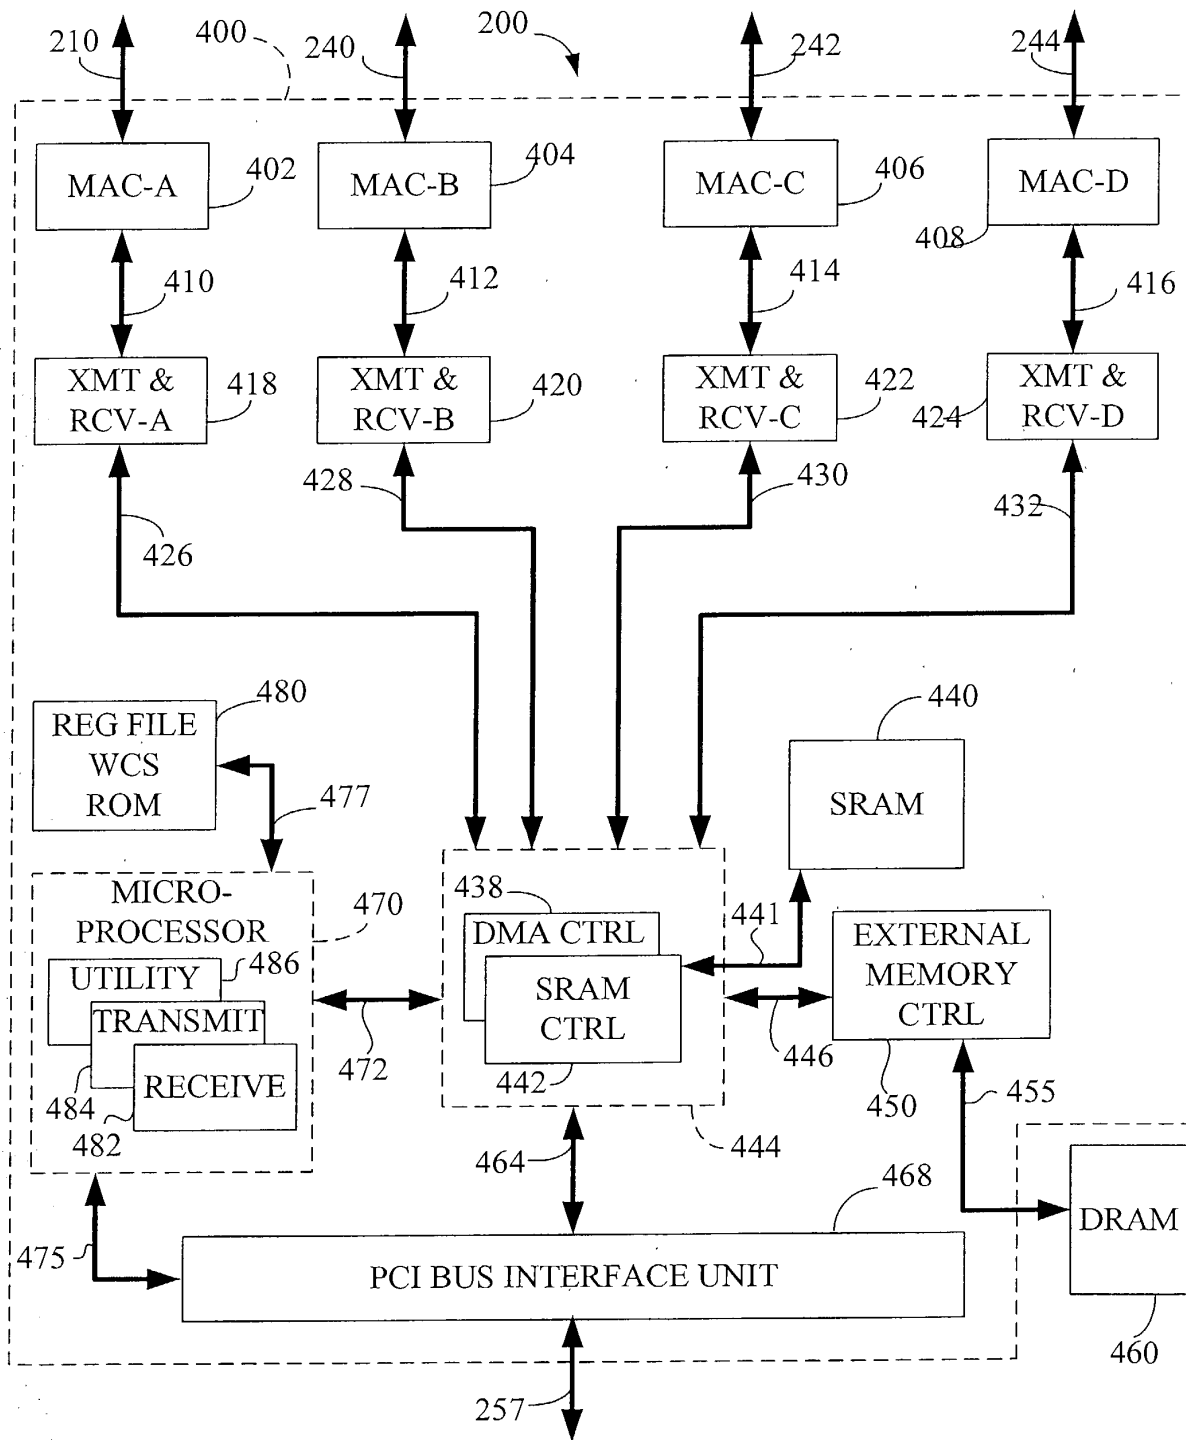 210
400
240
200
242
244
MAC-A
402
MAC-B
404
MAC-C
406
MAC-D
408
410
412
414
416
XMT &
RCV-A
418
XMT &
RCV-B
420
XMT &
RCV-C
422
XMT &
RCV-D
424
426
428
430
432
REG FILE
WCS
ROM
480
477
440
SRAM
MICRO-
PROCESSOR
470
UTILITY
486
TRANSMIT
484
RECEIVE
482
472
438
DMA CTRL
SRAM
CTRL
442
441
444
446
EXTERNAL
MEMORY
CTRL
450
455
464
468
475
PCI BUS INTERFACE UNIT
DRAM
460
257